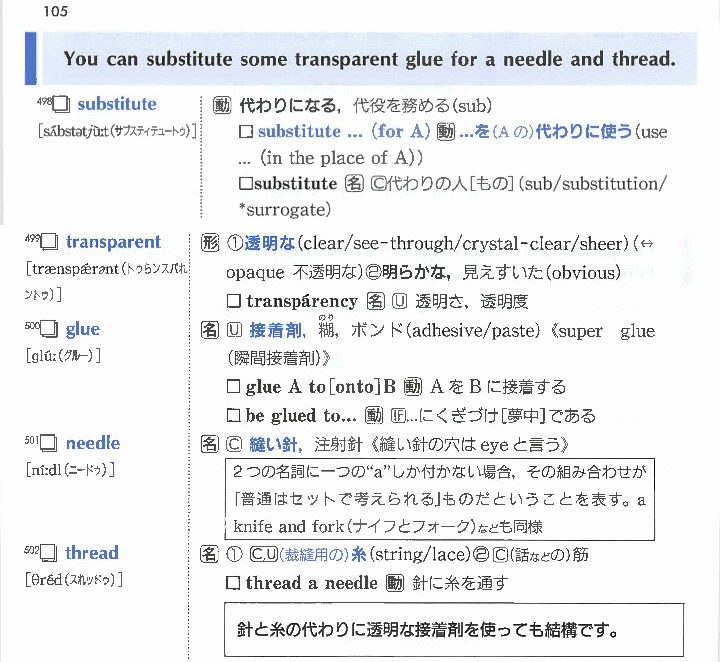 105
You can substitute some transparent glue for a needle and thread.
498□ substitute
[sʌ́bstətjùːt(サブスティテュートゥ)]
動 代わりになる，代役を務める(sub)
□ substitute … (for A) 動 …を(Aの)代わりに使う(use
… (in the place of A))
□substitute 名 Ⓒ代わりの人[もの](sub/substitution/
*surrogate)
499□ transparent
[trænspǽrənt(トゥらンスパれ
ントゥ)]
形 ①透明な(clear/see-through/crystal-clear/sheer)(⇔
opaque 不透明な)②明らかな，見えすいた(obvious)
□ transpárency 名 Ⓤ 透明さ，透明度
500□ glue
[glúː(グルー)]
名 Ⓤ 接着剤，糊(のり)，ボンド(adhesive/paste)《super glue
(瞬間接着剤)》
□ glue A to[onto]B 動 A を B に接着する
□ be glued to… 動 IF…にくぎづけ[夢中]である
501□ needle
[níːdl(ニードゥ)]
名 Ⓒ 縫い針，注射針《縫い針の穴は eye と言う》
２つの名詞に一つの“a”しか付かない場合，その組み合わせが
「普通はセットで考えられる」ものだということを表す。a
knife and fork(ナイフとフォーク)なども同様
502□ thread
[θréd(スれッドゥ)]
名 ① Ⓒ,Ⓤ(裁縫用の)糸(string/lace)② Ⓒ(話などの)筋
□ thread a needle 動 針に糸を通す
針と糸の代わりに透明な接着剤を使っても結構です。